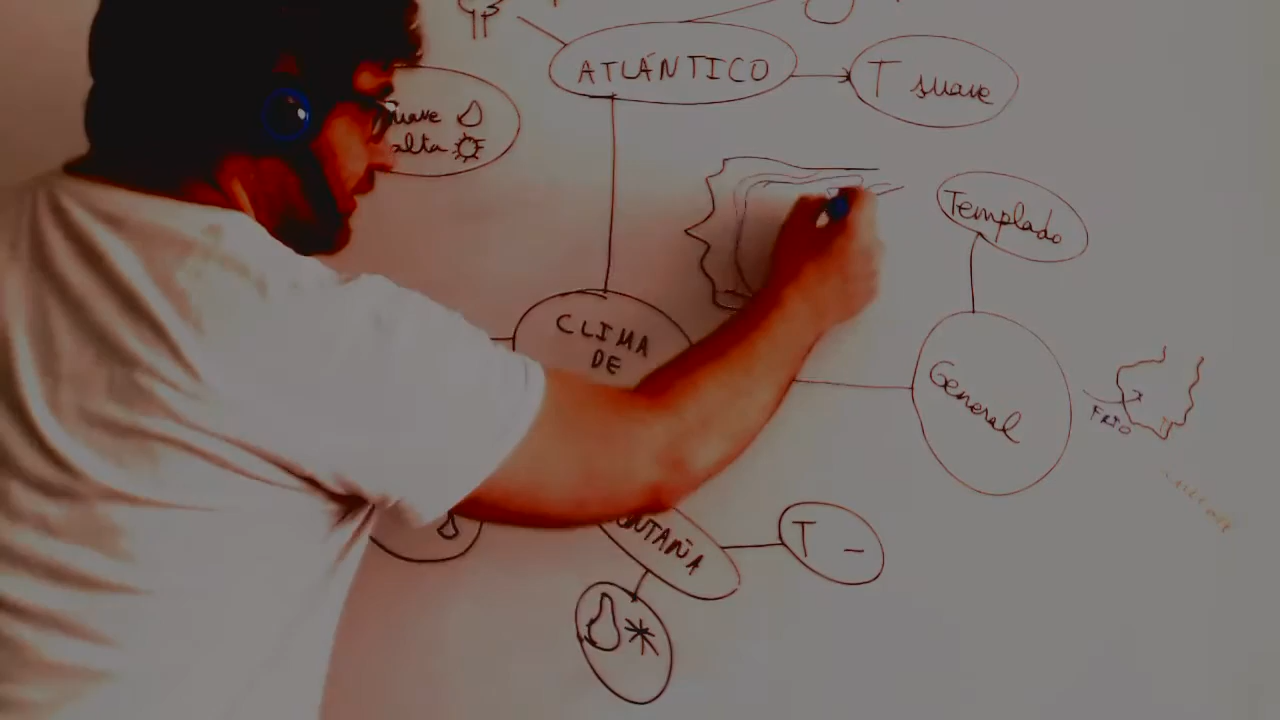 ATLÁNTICO
T suave
suave
alta
Templado
CLIMA
DE
General
FRIO
T -